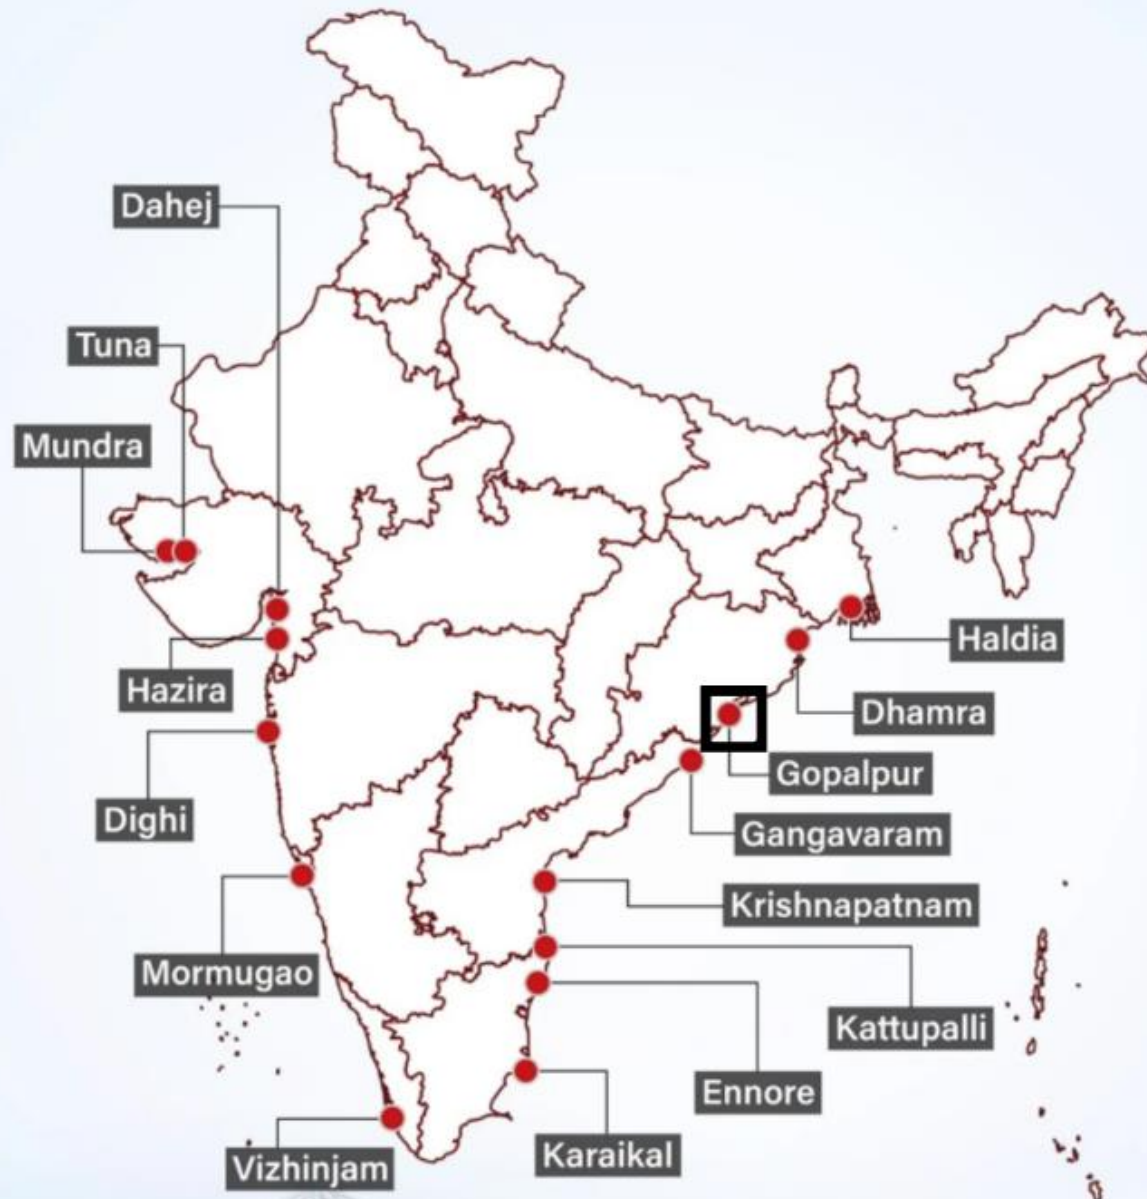 Dahej
Tuna
Mundra
Hazira
Dighi
Mormugao
Vizhinjam
Haldia
Dhamra
Gopalpur
Gangavaram
Krishnapatnam
Kattupalli
Ennore
Karaikal